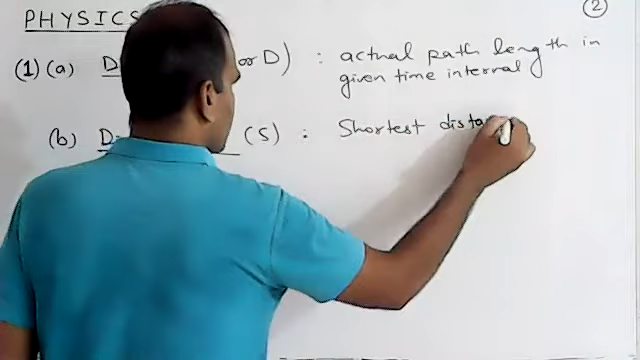 PHYSICS
(2)
(1) (a) D or D) : actual path length in
given time interval
(b) D (S) : Shortest dista